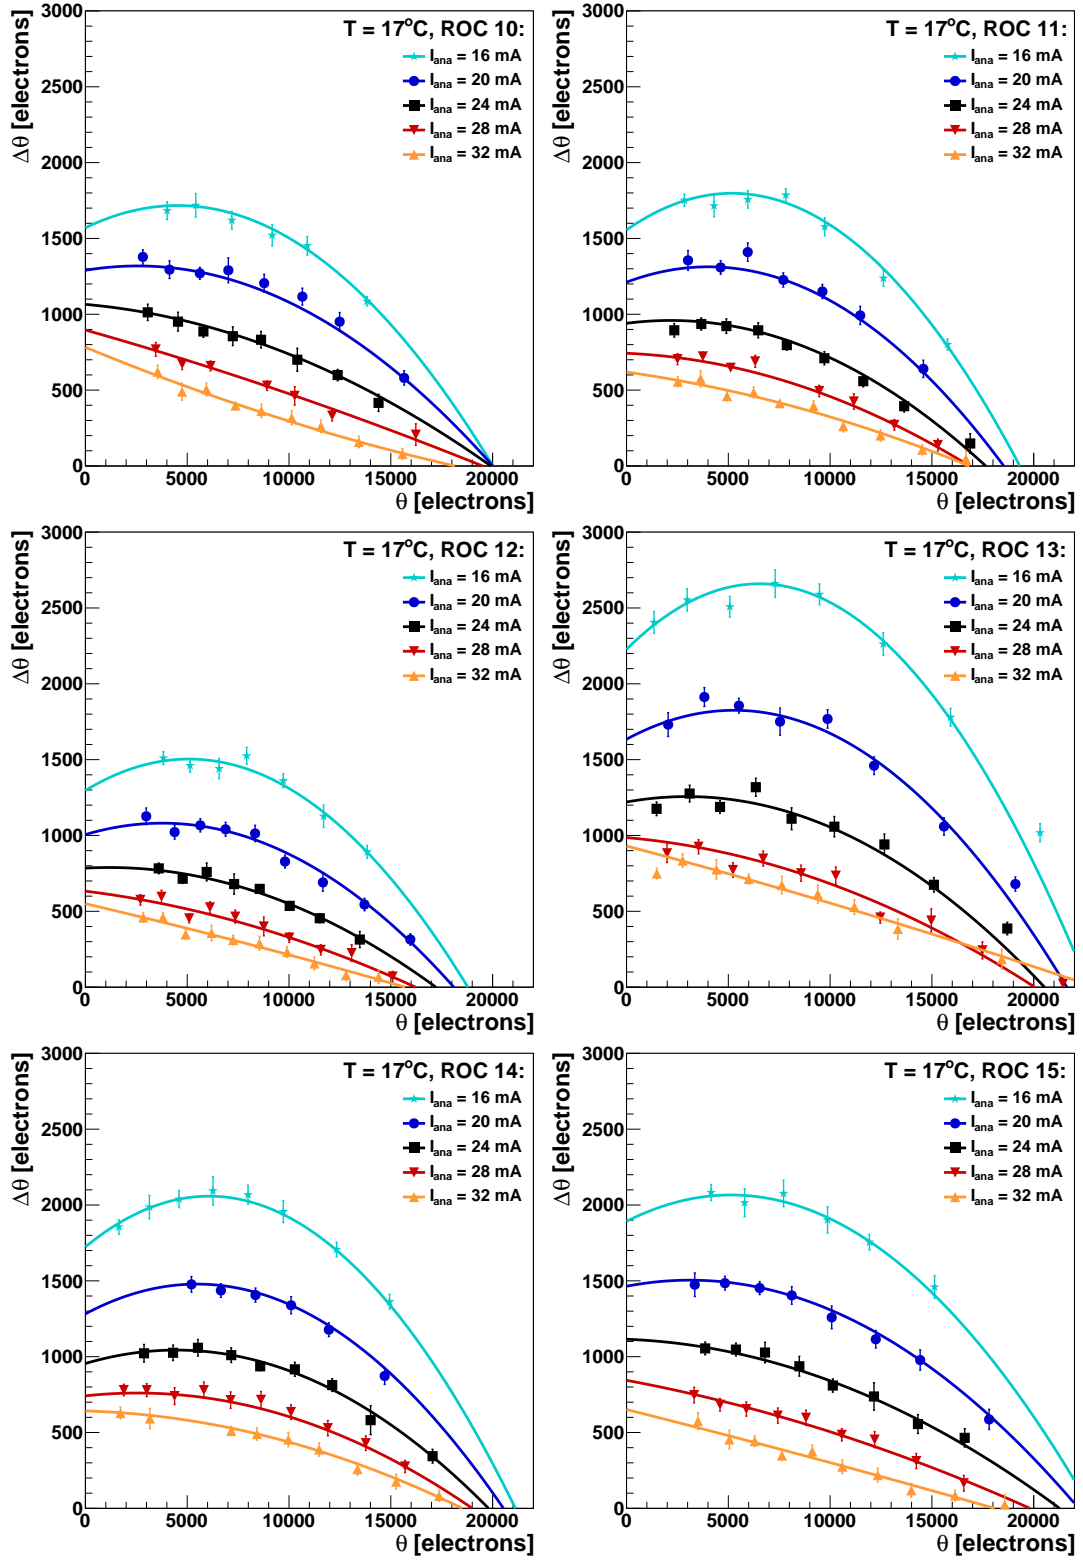 T = 17°C, ROC 10:
I_ana = 16 mA
I_ana = 20 mA
I_ana = 24 mA
I_ana = 28 mA
I_ana = 32 mA
Δθ [electrons]
3000
2500
2000
1500
1000
500
0
0 5000 10000 15000 20000
θ [electrons]
T = 17°C, ROC 11:
I_ana = 16 mA
I_ana = 20 mA
I_ana = 24 mA
I_ana = 28 mA
I_ana = 32 mA
Δθ [electrons]
3000
2500
2000
1500
1000
500
0
0 5000 10000 15000 20000
θ [electrons]
T = 17°C, ROC 12:
I_ana = 16 mA
I_ana = 20 mA
I_ana = 24 mA
I_ana = 28 mA
I_ana = 32 mA
Δθ [electrons]
3000
2500
2000
1500
1000
500
0
0 5000 10000 15000 20000
θ [electrons]
T = 17°C, ROC 13:
I_ana = 16 mA
I_ana = 20 mA
I_ana = 24 mA
I_ana = 28 mA
I_ana = 32 mA
Δθ [electrons]
3000
2500
2000
1500
1000
500
0
0 5000 10000 15000 20000
θ [electrons]
T = 17°C, ROC 14:
I_ana = 16 mA
I_ana = 20 mA
I_ana = 24 mA
I_ana = 28 mA
I_ana = 32 mA
Δθ [electrons]
3000
2500
2000
1500
1000
500
0
0 5000 10000 15000 20000
θ [electrons]
T = 17°C, ROC 15:
I_ana = 16 mA
I_ana = 20 mA
I_ana = 24 mA
I_ana = 28 mA
I_ana = 32 mA
Δθ [electrons]
3000
2500
2000
1500
1000
500
0
0 5000 10000 15000 20000
θ [electrons]